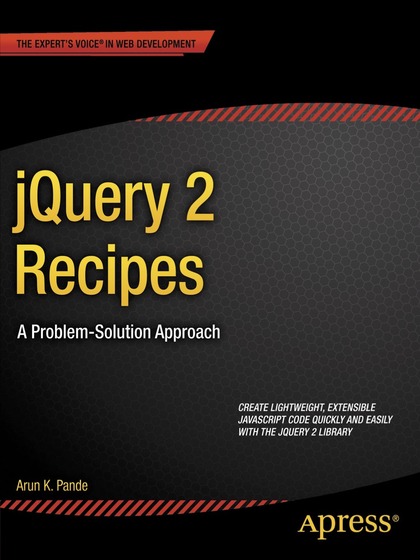 THE EXPERT'S VOICE® IN WEB DEVELOPMENT
jQuery 2
Recipes
A Problem-Solution Approach
CREATE LIGHTWEIGHT, EXTENSIBLE
JAVASCRIPT CODE QUICKLY AND EASILY
WITH THE JQUERY 2 LIBRARY
Arun K. Pande
Apress®